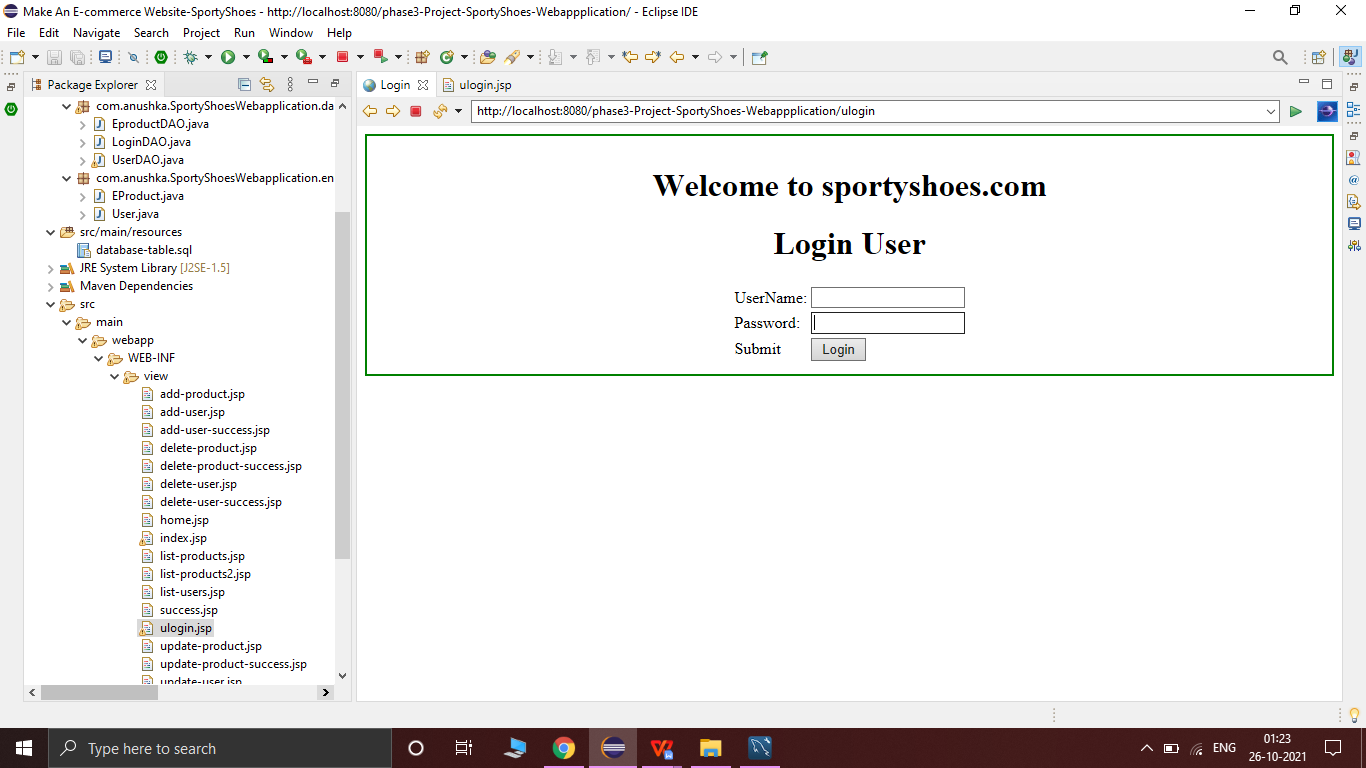 Make An E-commerce Website-SportyShoes - http://localhost:8080/phase3-Project-SportyShoes-Webappplication/ - Eclipse IDE
File Edit Navigate Search Project Run Window Help
Package Explorer
com.anushka.SportyShoesWebapplication.da
EproductDAO.java
LoginDAO.java
UserDAO.java
com.anushka.SportyShoesWebapplication.en
EProduct.java
User.java
src/main/resources
database-table.sql
JRE System Library [J2SE-1.5]
Maven Dependencies
src
main
webapp
WEB-INF
view
add-product.jsp
add-user.jsp
add-user-success.jsp
delete-product.jsp
delete-product-success.jsp
delete-user.jsp
delete-user-success.jsp
home.jsp
index.jsp
list-products.jsp
list-products2.jsp
list-users.jsp
success.jsp
ulogin.jsp
update-product.jsp
update-product-success.jsp
update-user.jsp
Login ulogin.jsp
http://localhost:8080/phase3-Project-SportyShoes-Webappplication/ulogin
Welcome to sportyshoes.com
Login User
UserName:
Password:
Submit Login
Type here to search
ENG
01:23
26-10-2021